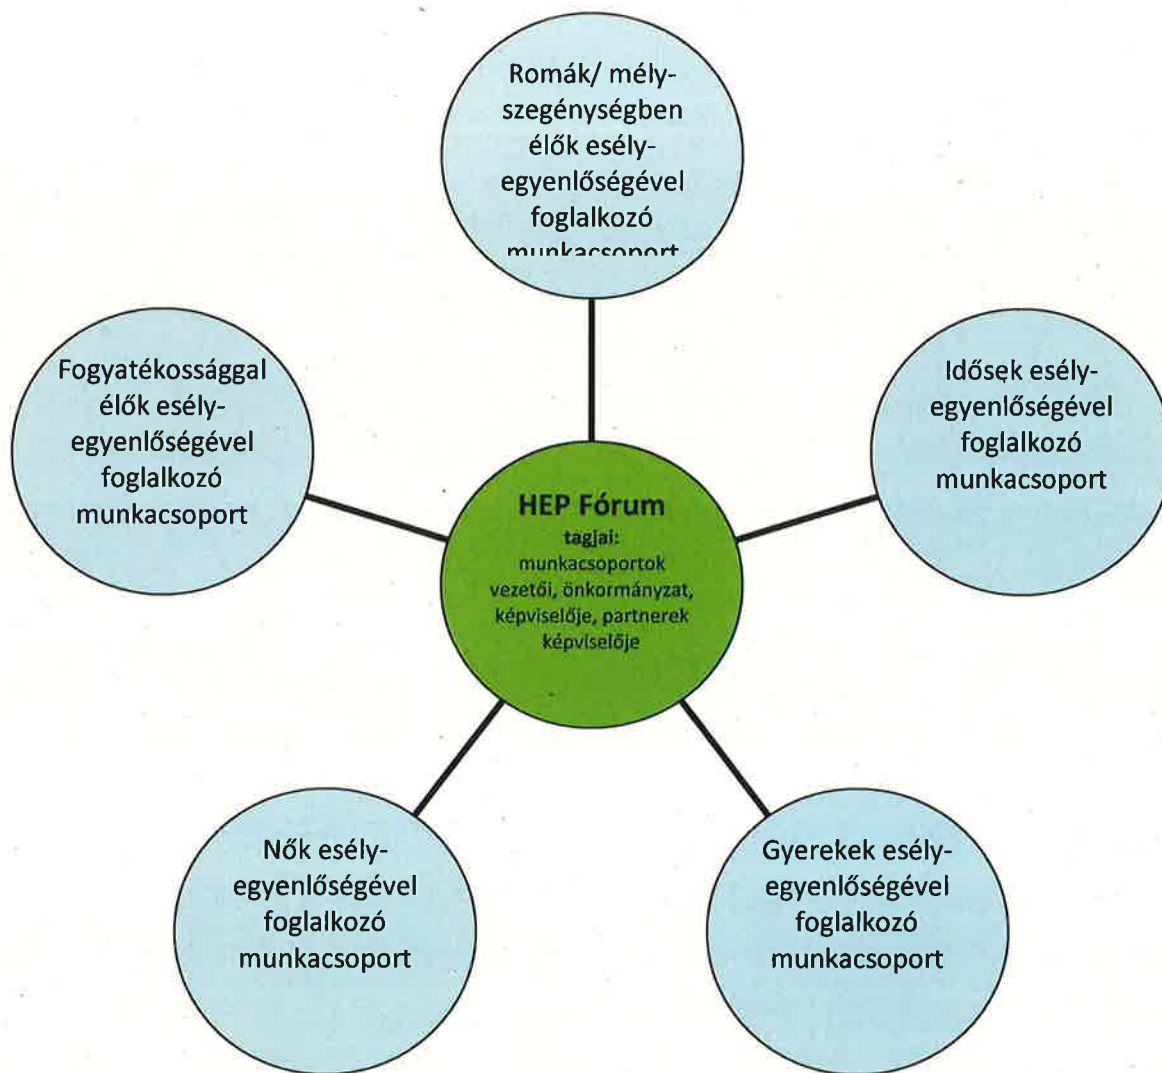 Romák/ mély-
szegénységben
élők esély-
egyenlőségével
foglalkozó
munkacsoport
Fogyatékossággal
élők esély-
egyenlőségével
foglalkozó
munkacsoport
Idősek esély-
egyenlőségével
foglalkozó
munkacsoport
HEP Fórum
tagjai:
munkacsoportok
vezetői, önkormányzat,
képviselője, partnerek
képviselője
Nők esély-
egyenlőségével
foglalkozó
munkacsoport
Gyerekek esély-
egyenlőségével
foglalkozó
munkacsoport